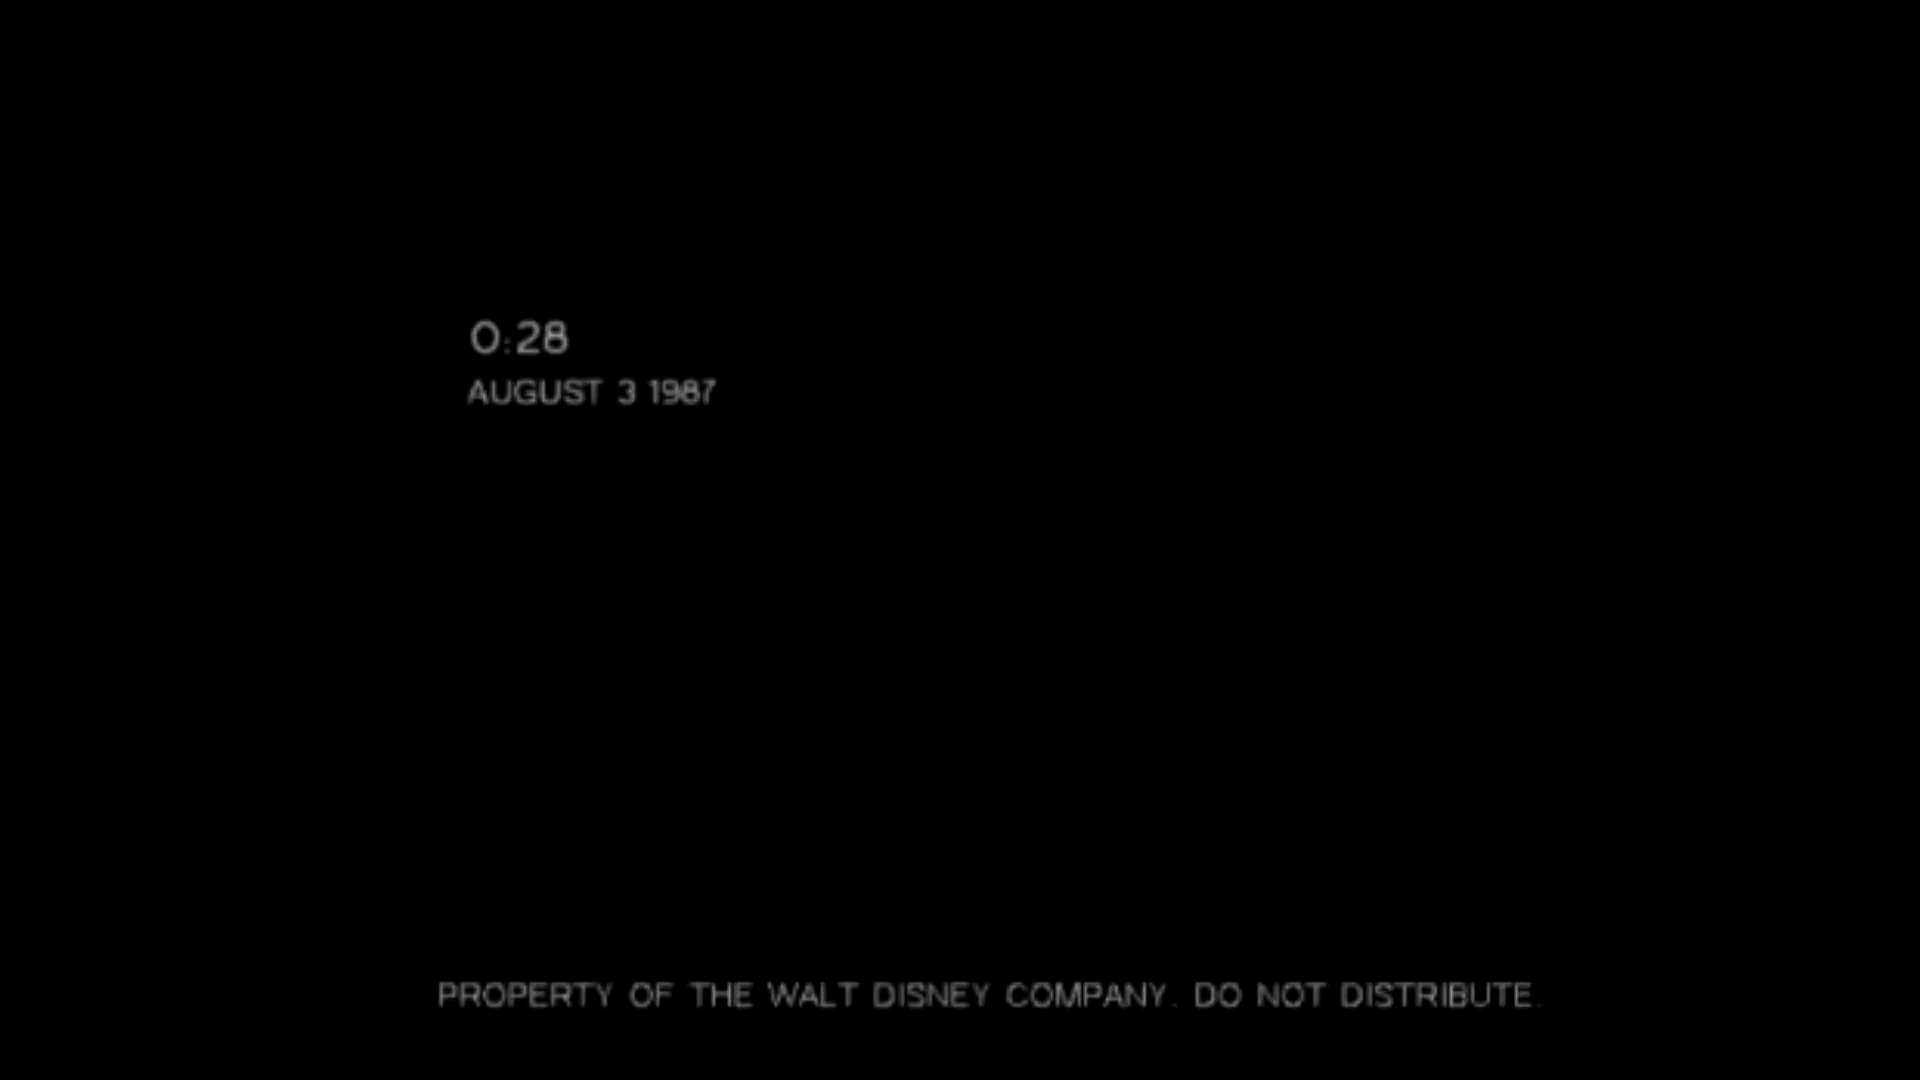 0:28
AUGUST 3 1987
PROPERTY OF THE WALT DISNEY COMPANY. DO NOT DISTRIBUTE.